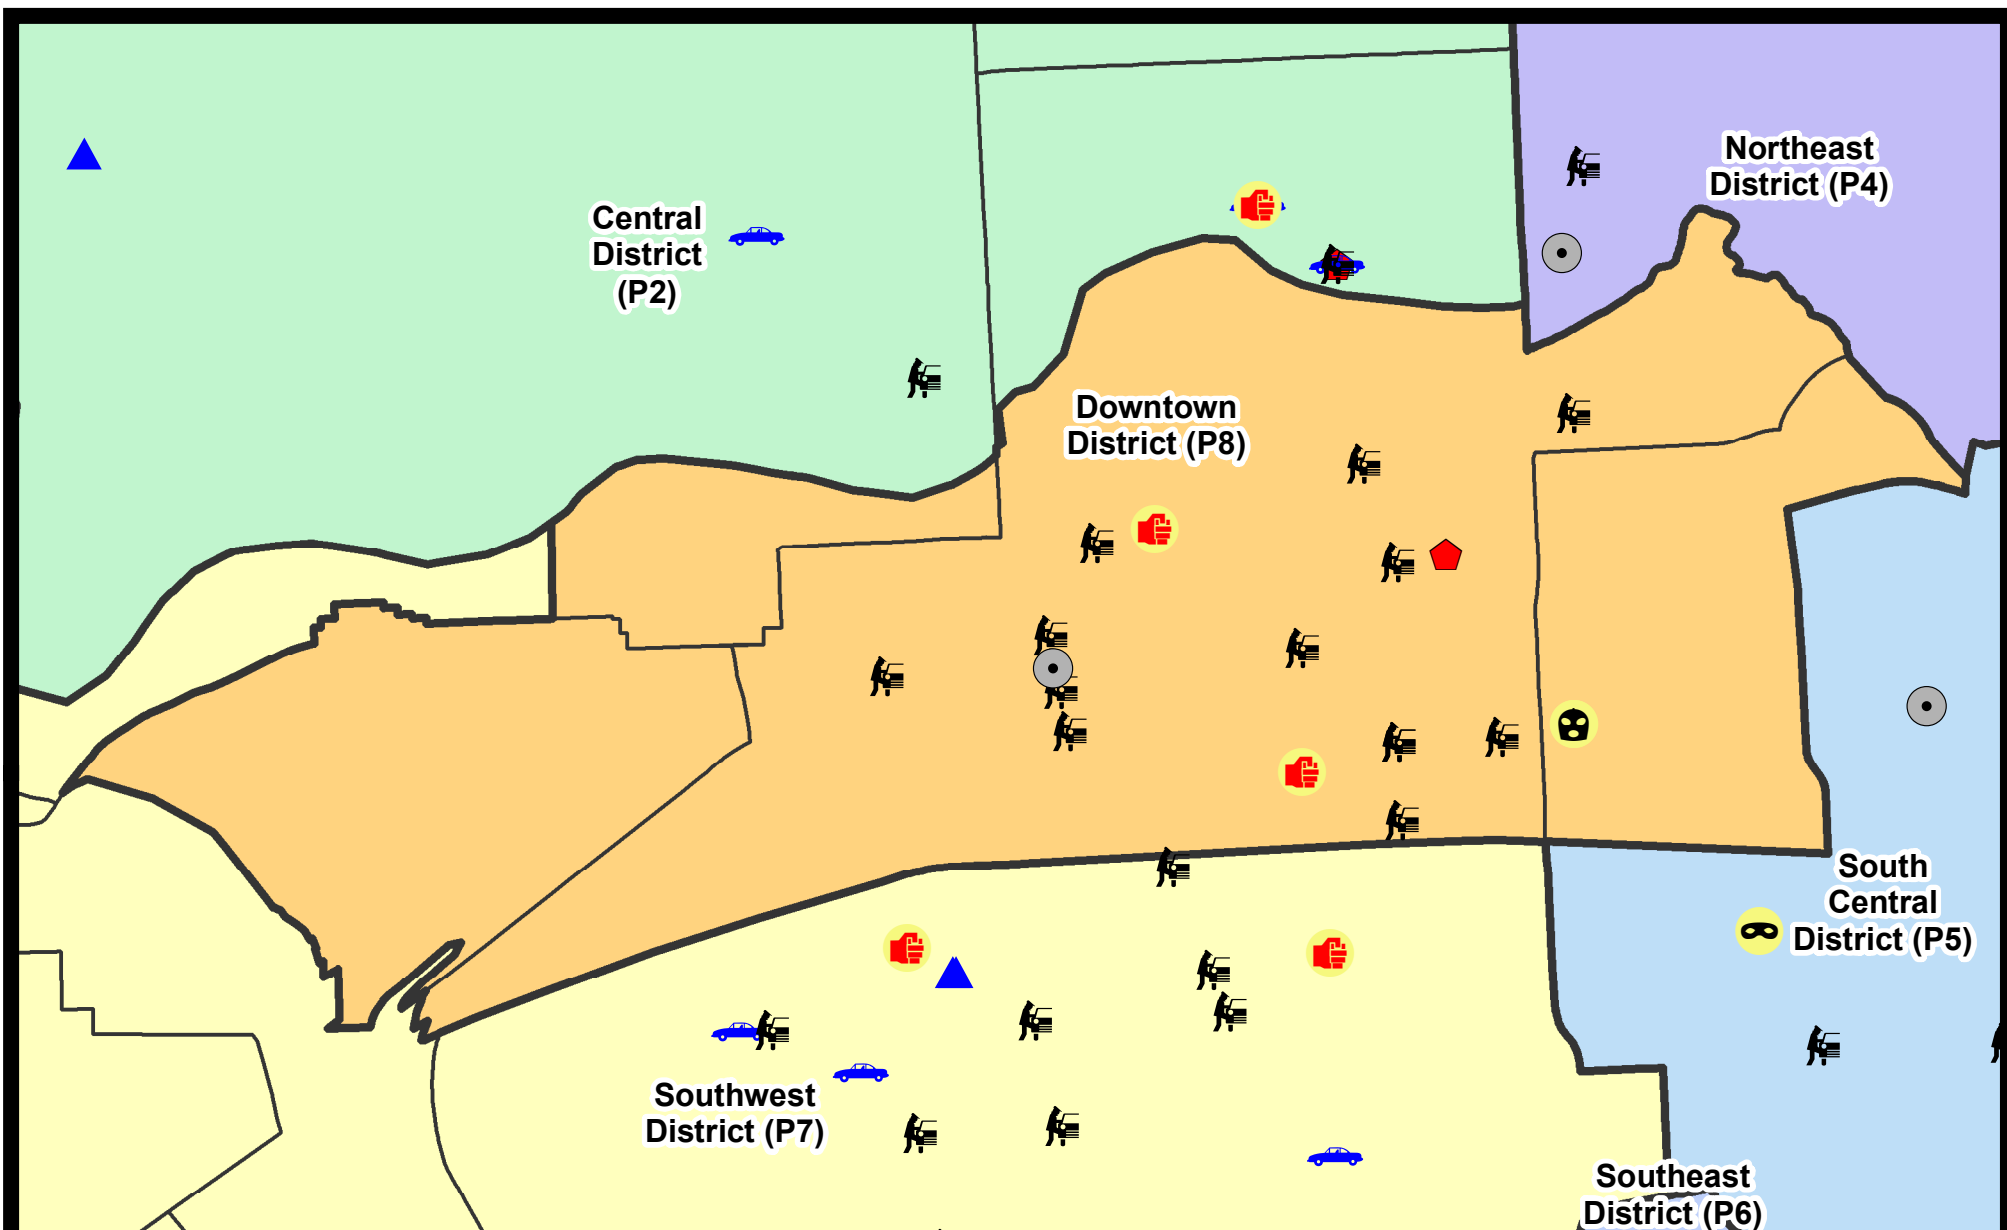 Northeast
District (P4)
Central
District
(P2)
Downtown
District (P8)
South
Central
District (P5)
Southwest
District (P7)
Southeast
District (P6)